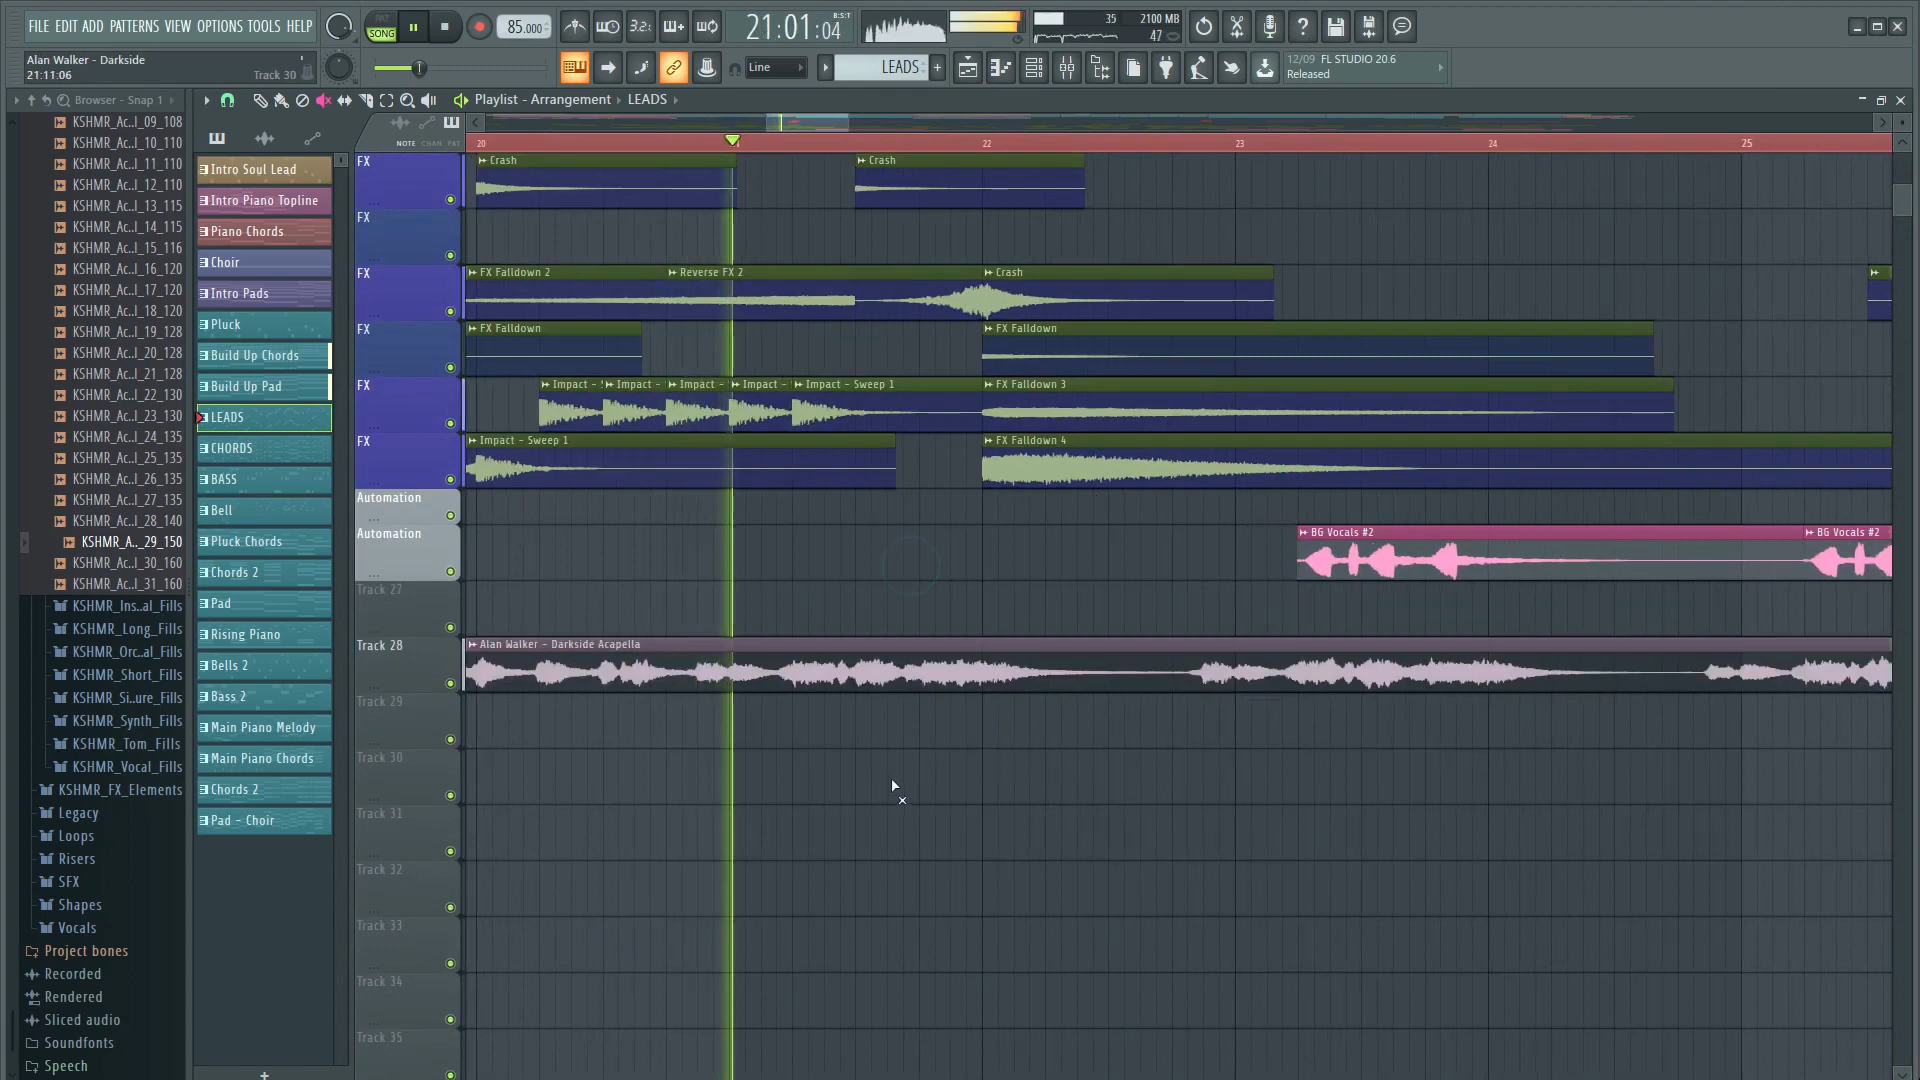 FILE EDIT ADD PATTERNS VIEW OPTIONS TOOLS HELP
PAT
SONG
85.000
3.2.
21:01:04
B:S:T
35
2100 MB
47
Alan Walker - Darkside
21:11:06
Track 30
Line
LEADS
12/09 FL STUDIO 20.6
Released
Browser - Snap 1
Playlist - Arrangement
LEADS
NOTE CHAN PAT
20
22
23
24
25
KSHMR_Ac..l_09_108
KSHMR_Ac..l_10_110
KSHMR_Ac..l_11_110
KSHMR_Ac..l_12_110
KSHMR_Ac..l_13_115
KSHMR_Ac..l_14_115
KSHMR_Ac..l_15_116
KSHMR_Ac..l_16_120
KSHMR_Ac..l_17_120
KSHMR_Ac..l_18_120
KSHMR_Ac..l_19_128
KSHMR_Ac..l_20_128
KSHMR_Ac..l_21_128
KSHMR_Ac..l_22_130
KSHMR_Ac..l_23_130
KSHMR_Ac..l_24_135
KSHMR_Ac..l_25_135
KSHMR_Ac..l_26_135
KSHMR_Ac..l_27_135
KSHMR_Ac..l_28_140
KSHMR_A.._29_150
KSHMR_Ac..l_30_160
KSHMR_Ac..l_31_160
KSHMR_Ins..al_Fills
KSHMR_Long_Fills
KSHMR_Orc..al_Fills
KSHMR_Short_Fills
KSHMR_Si..ure_Fills
KSHMR_Synth_Fills
KSHMR_Tom_Fills
KSHMR_Vocal_Fills
KSHMR_FX_Elements
Legacy
Loops
Risers
SFX
Shapes
Vocals
Project bones
Recorded
Rendered
Sliced audio
Soundfonts
Speech
Intro Soul Lead
Intro Piano Topline
Piano Chords
Choir
Intro Pads
Pluck
Build Up Chords
Build Up Pad
LEADS
CHORDS
BASS
Bell
Pluck Chords
Chords 2
Pad
Rising Piano
Bells 2
Bass 2
Main Piano Melody
Main Piano Chords
Chords 2
Pad - Choir
FX
Crash
Crash
FX
FX
FX Falldown 2
Reverse FX 2
Crash
FX
FX Falldown
FX Falldown
FX
Impact -
Impact -
Impact -
Impact -
Impact - Sweep 1
FX Falldown 3
FX
Impact - Sweep 1
FX Falldown 4
Automation
Automation
BG Vocals #2
BG Vocals #2
Track 27
Track 28
Alan Walker - Darkside Acapella
Track 29
Track 30
Track 31
Track 32
Track 33
Track 34
Track 35